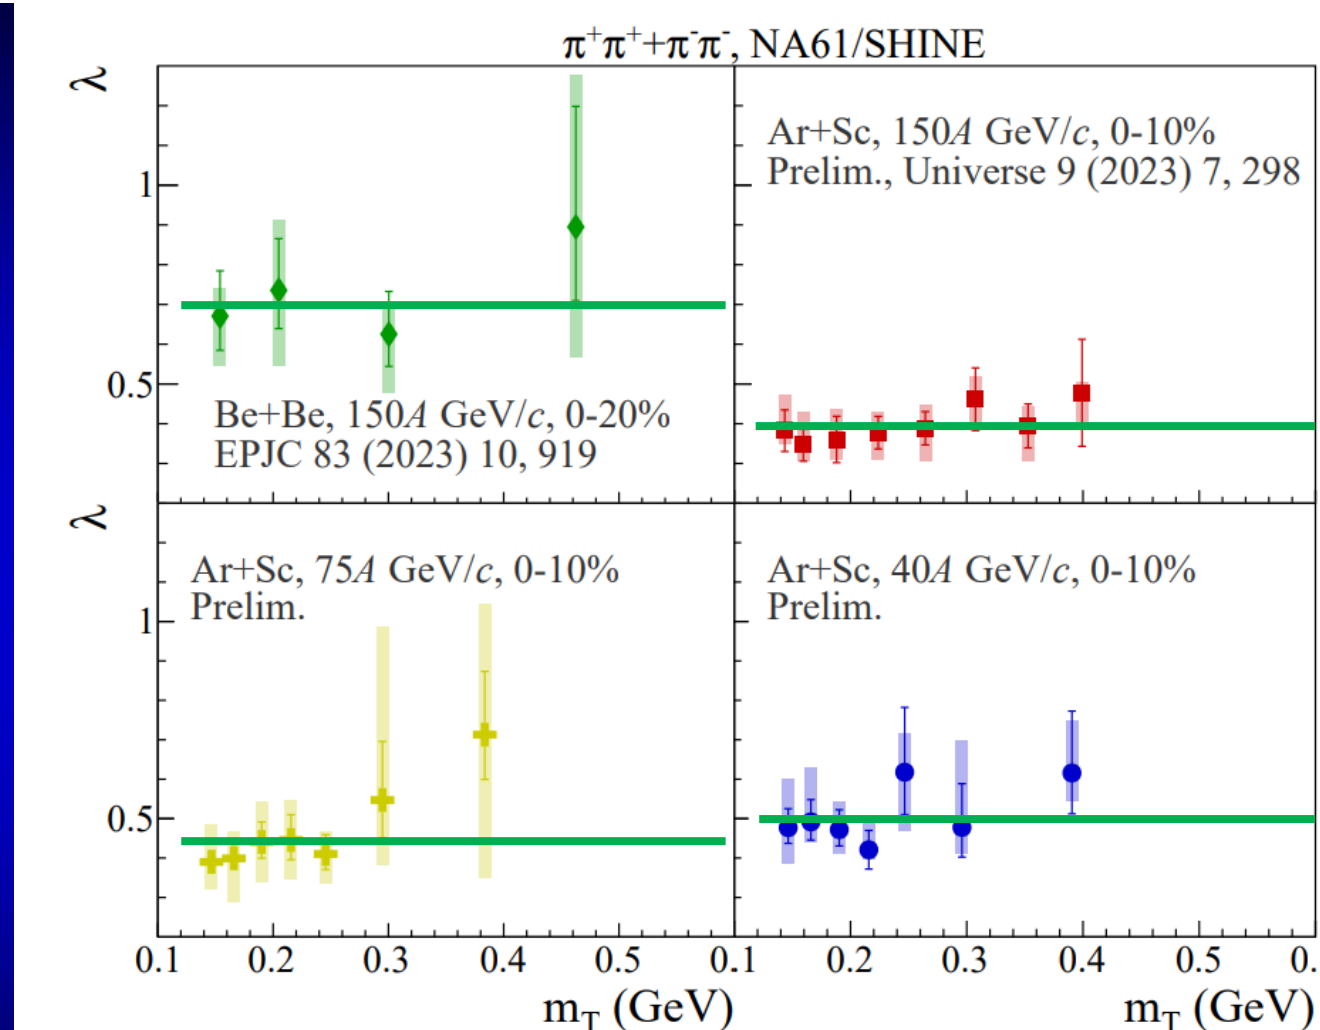 π⁺π⁺+π⁻π⁻, NA61/SHINE
λ
1
0.5
Be+Be, 150A GeV/c, 0-20%
EPJC 83 (2023) 10, 919
Ar+Sc, 150A GeV/c, 0-10%
Prelim., Universe 9 (2023) 7, 298
λ
1
0.5
Ar+Sc, 75A GeV/c, 0-10%
Prelim.
Ar+Sc, 40A GeV/c, 0-10%
Prelim.
0.1 0.2 0.3 0.4 0.5 0.1 0.2 0.3 0.4 0.5 0.
m_T (GeV) m_T (GeV)